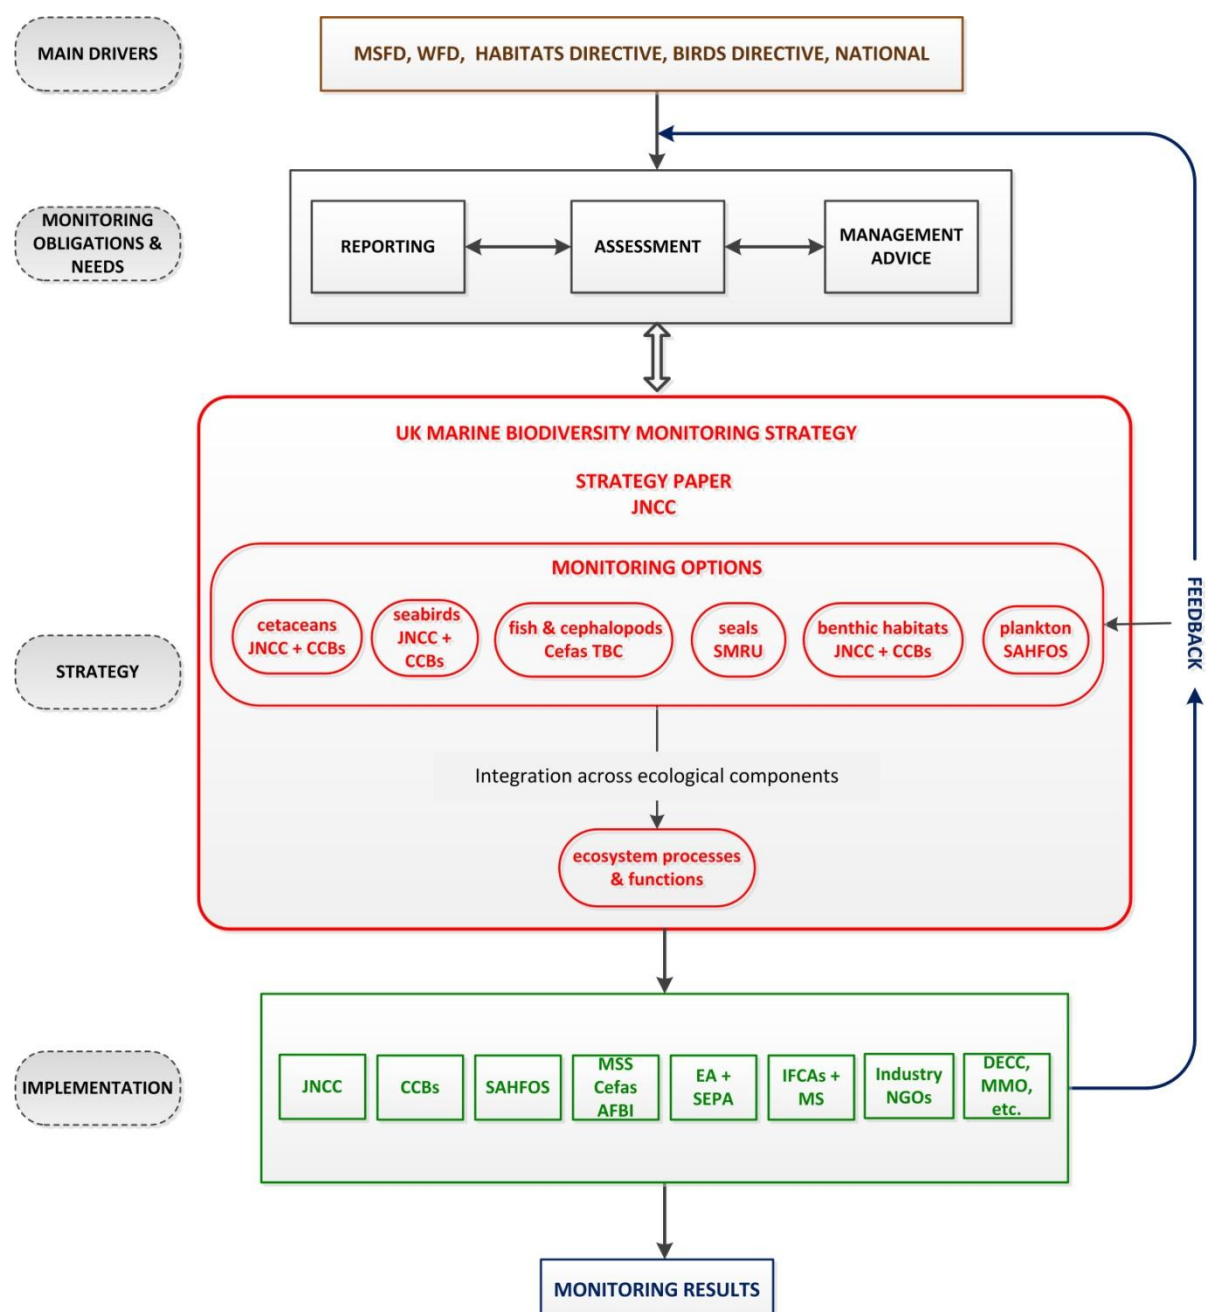 MAIN DRIVERS
MSFD, WFD, HABITATS DIRECTIVE, BIRDS DIRECTIVE, NATIONAL
MONITORING
OBLIGATIONS &
NEEDS
REPORTING
ASSESSMENT
MANAGEMENT
ADVICE
UK MARINE BIODIVERSITY MONITORING STRATEGY
STRATEGY PAPER
JNCC
MONITORING OPTIONS
cetaceans
JNCC + CCBs
seabirds
JNCC +
CCBs
fish & cephalopods
Cefas TBC
seals
SMRU
benthic habitats
JNCC + CCBs
plankton
SAHFOS
FEEDBACK
STRATEGY
Integration across ecological components
ecosystem processes
& functions
IMPLEMENTATION
JNCC
CCBs
SAHFOS
MSS
Cefas
AFBI
EA +
SEPA
IFCAs +
MS
Industry
NGOs
DECC,
MMO,
etc.
MONITORING RESULTS